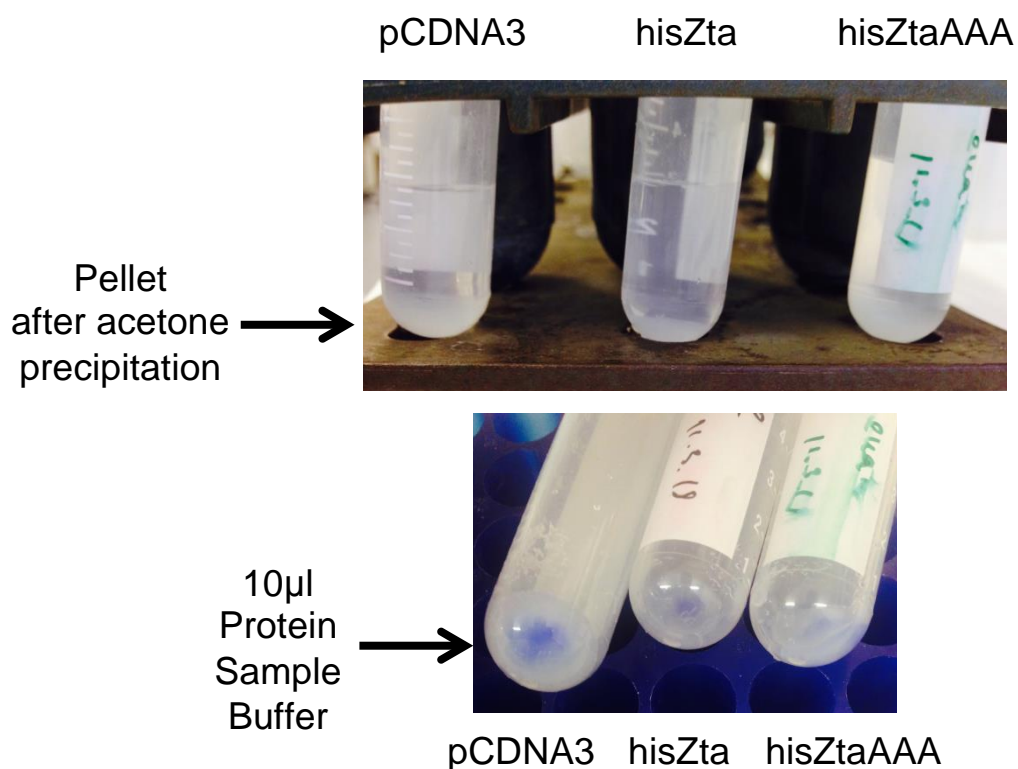 pCDNA3 hisZta hisZtaAAA
Pellet
after acetone
precipitation
10µl
Protein
Sample
Buffer
pCDNA3 hisZta hisZtaAAA